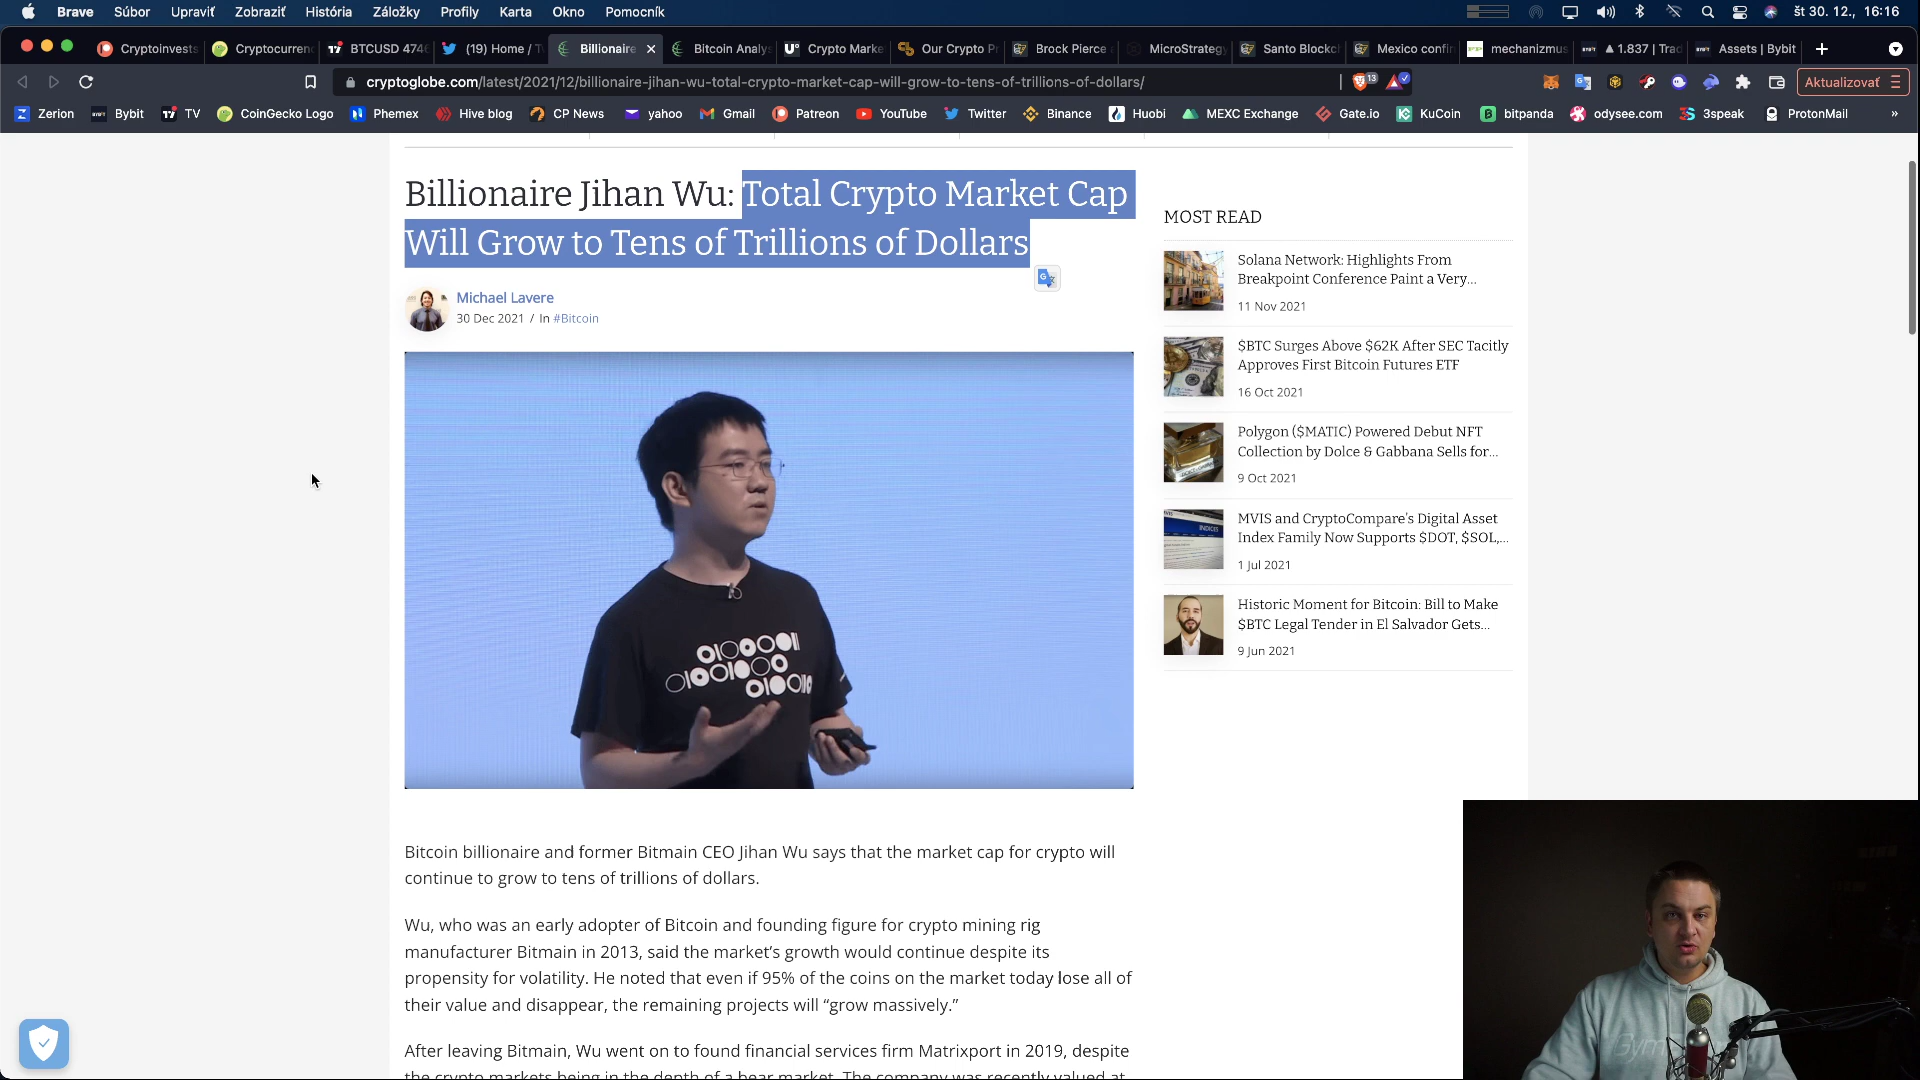 Brave Súbor Upraviť Zobraziť História Záložky Profily Karta Okno Pomocník št 30. 12., 16:16
Cryptoinvests Cryptocurren BTCUSD 474 (19) Home / T Billionaire Bitcoin Analys Crypto Marke Our Crypto P Brock Pierce MicroStrategy Santo Blockc Mexico confi mechanizmus ▲ 1.837 | Trad Assets | Bybit
cryptoglobe.com/latest/2021/12/billionaire-jihan-wu-total-crypto-market-cap-will-grow-to-tens-of-trillions-of-dollars/ 13 Aktualizovať
Zerion Bybit TV CoinGecko Logo Phemex Hive blog CP News yahoo Gmail Patreon YouTube Twitter Binance Huobi MEXC Exchange Gate.io KuCoin bitpanda odysee.com 3speak ProtonMail »
Billionaire Jihan Wu: Total Crypto Market Cap
Will Grow to Tens of Trillions of Dollars
Michael Lavere
30 Dec 2021 / In #Bitcoin
Bitcoin billionaire and former Bitmain CEO Jihan Wu says that the market cap for crypto will
continue to grow to tens of trillions of dollars.
Wu, who was an early adopter of Bitcoin and founding figure for crypto mining rig
manufacturer Bitmain in 2013, said the market's growth would continue despite its
propensity for volatility. He noted that even if 95% of the coins on the market today lose all of
their value and disappear, the remaining projects will “grow massively.”
After leaving Bitmain, Wu went on to found financial services firm Matrixport in 2019, despite
the crypto markets being in the depth of a bear market. The company was recently valued at
MOST READ
Solana Network: Highlights From
Breakpoint Conference Paint a Very...
11 Nov 2021
$BTC Surges Above $62K After SEC Tacitly
Approves First Bitcoin Futures ETF
16 Oct 2021
Polygon ($MATIC) Powered Debut NFT
Collection by Dolce & Gabbana Sells for...
9 Oct 2021
MVIS and CryptoCompare's Digital Asset
Index Family Now Supports $DOT, $SOL,...
1 Jul 2021
Historic Moment for Bitcoin: Bill to Make
$BTC Legal Tender in El Salvador Gets...
9 Jun 2021